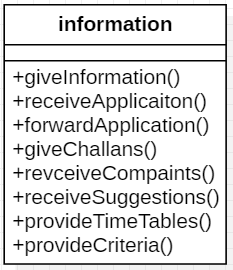 information
+giveInformation()
+receiveApplicaiton()
+forwardApplication()
+giveChallans()
+revceiveCompaints()
+receiveSuggestions()
+provideTimeTables()
+provideCriteria()